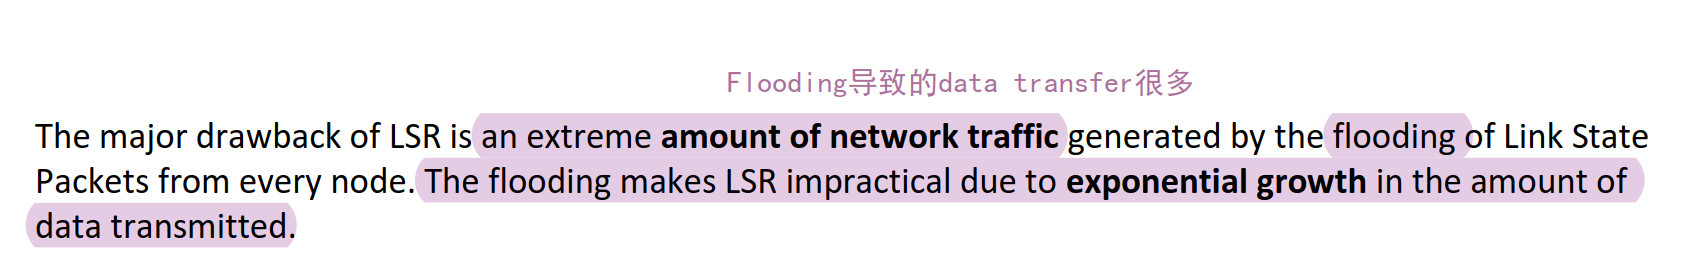 Flooding导致的data transfer很多
The major drawback of LSR is an extreme amount of network traffic generated by the flooding of Link State
Packets from every node. The flooding makes LSR impractical due to exponential growth in the amount of
data transmitted.